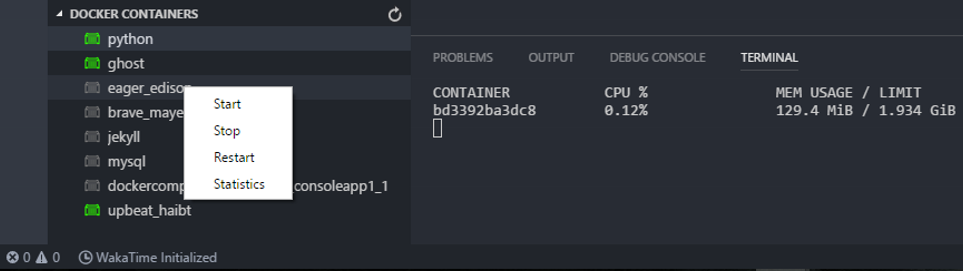 DOCKER CONTAINERS
python
ghost
eager_edison
brave_maye
jekyll
mysql
dockercomp consoleapp1_1
upbeat_haibt
Start
Stop
Restart
Statistics
PROBLEMS OUTPUT DEBUG CONSOLE TERMINAL
CONTAINER CPU % MEM USAGE / LIMIT
bd3392ba3dc8 0.12% 129.4 MiB / 1.934 GiB
0 0 WakaTime Initialized